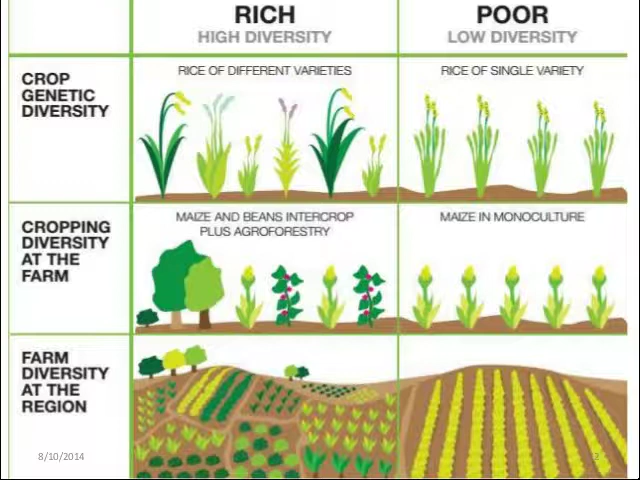 RICH
HIGH DIVERSITY
POOR
LOW DIVERSITY
CROP
GENETIC
DIVERSITY
RICE OF DIFFERENT VARIETIES
RICE OF SINGLE VARIETY
CROPPING
DIVERSITY
AT THE
FARM
MAIZE AND BEANS INTERCROP
PLUS AGROFORESTRY
MAIZE IN MONOCULTURE
FARM
DIVERSITY
AT THE
REGION
8/10/2014
2